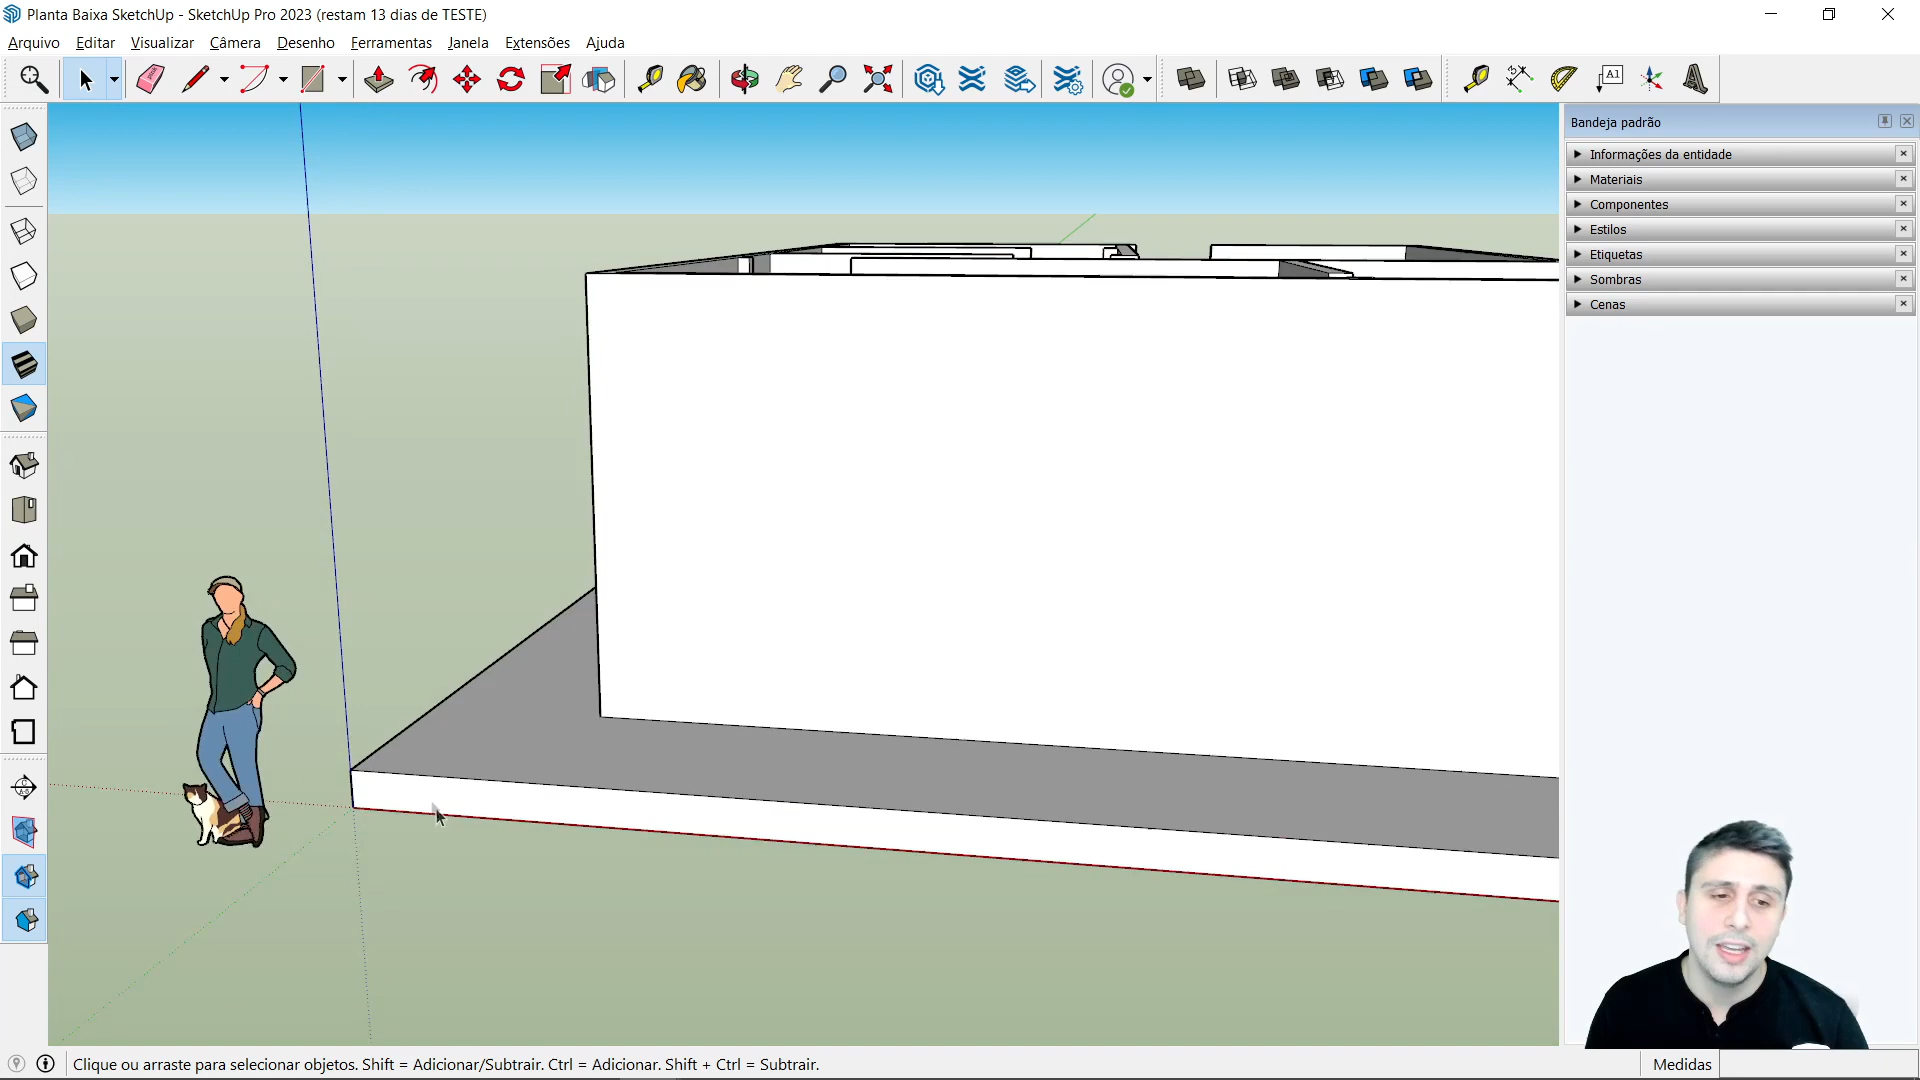 Planta Baixa SketchUp - SketchUp Pro 2023 (restam 13 dias de TESTE)
Arquivo Editar Visualizar Câmera Desenho Ferramentas Janela Extensões Ajuda
A1
Bandeja padrão
Informações da entidade
Materiais
Componentes
Estilos
Etiquetas
Sombras
Cenas
Clique ou arraste para selecionar objetos. Shift = Adicionar/Subtrair. Ctrl = Adicionar. Shift + Ctrl = Subtrair.
Medidas